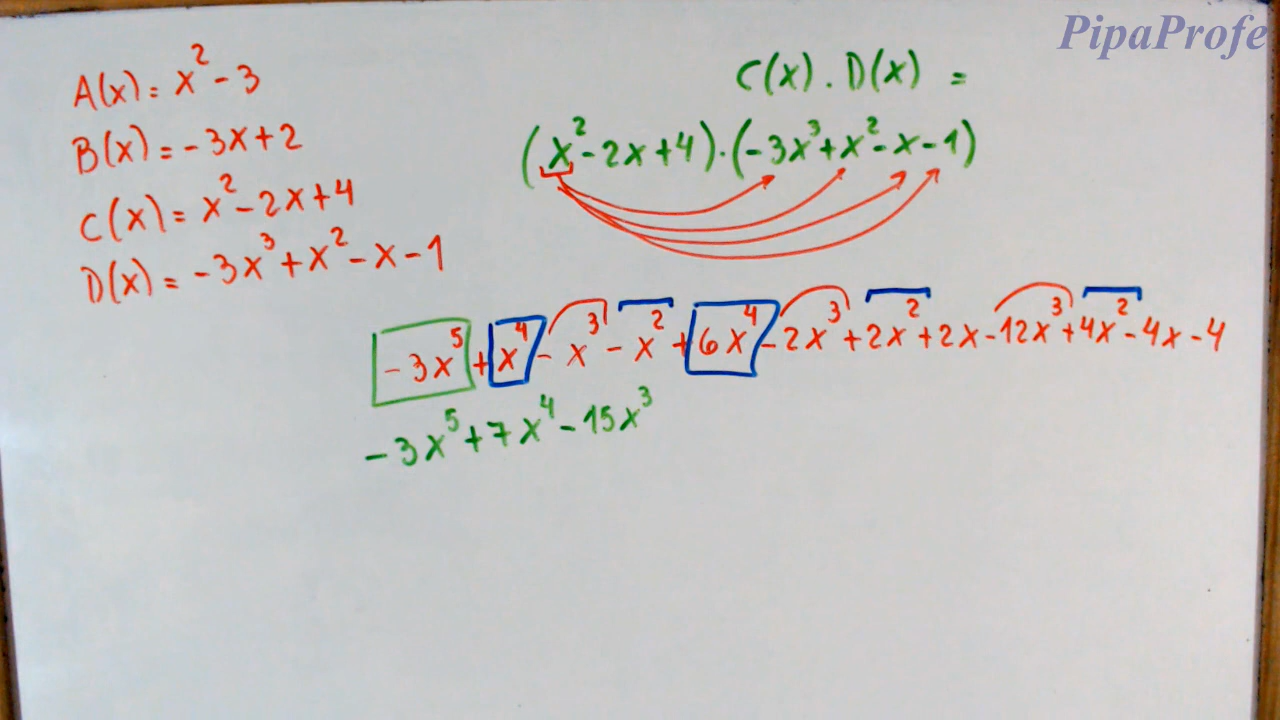 PipaProfe
A(x) = x² - 3
B(x) = - 3x + 2
C(x) = x² - 2x + 4
D(x) = - 3x³ + x² - x - 1
C(x) . D(x) =
(x² - 2x + 4) · (- 3x³ + x² - x - 1)
- 3x⁵ + x⁴ - x³ - x² + 6x⁴ - 2x³ + 2x² + 2x - 12x³ + 4x² - 4x - 4
- 3x⁵ + 7x⁴ - 15x³